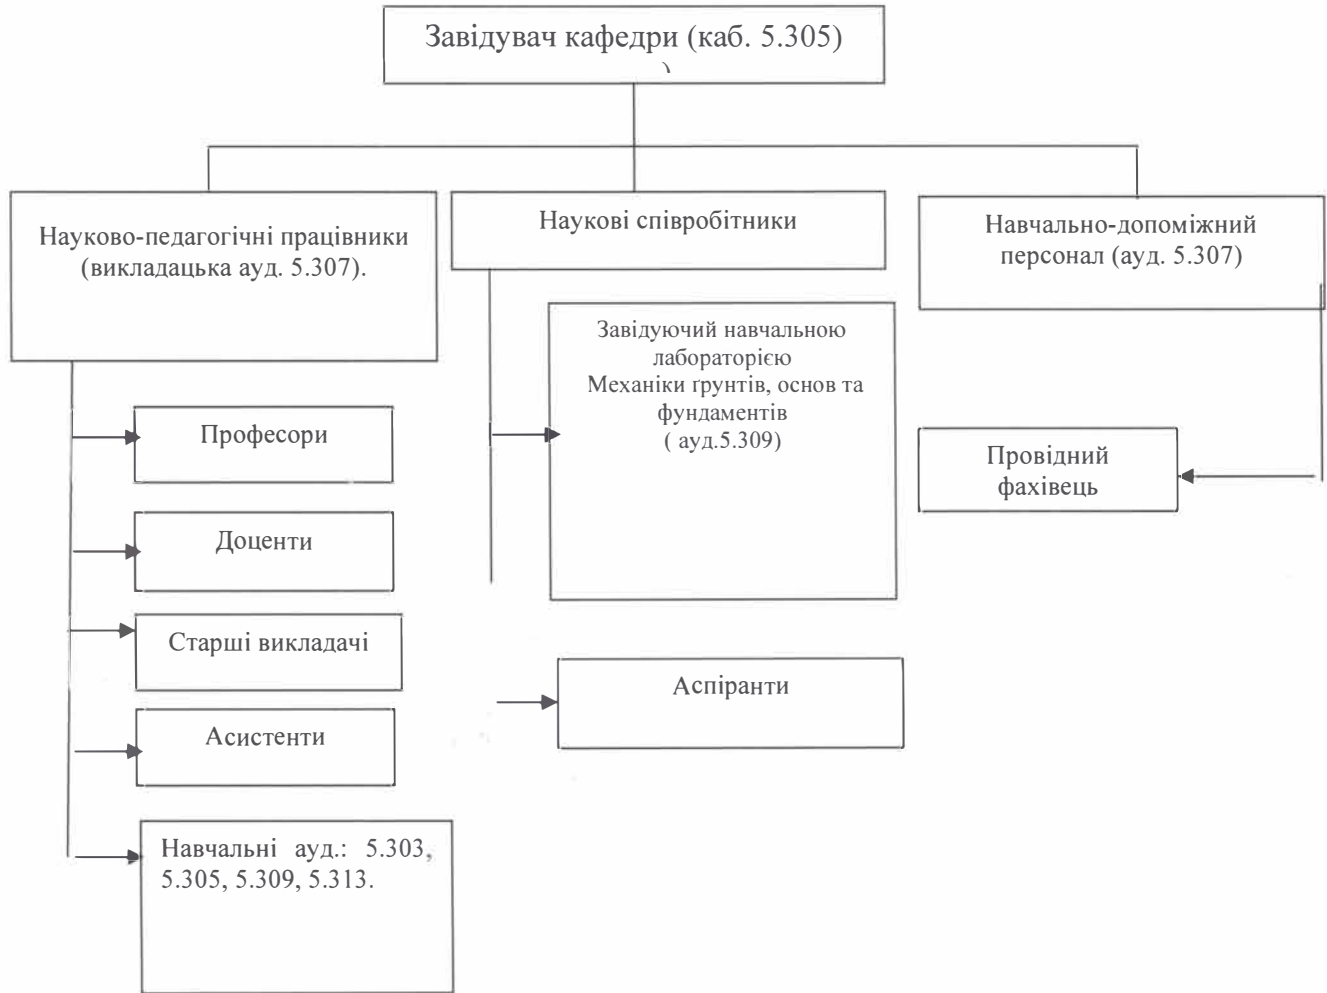 Завідувач кафедри (каб. 5.305)
)
Науково-педагогічні працівники
(викладацька ауд. 5.307).
Наукові співробітники
Навчально-допоміжний
персонал (ауд. 5.307)
Завідуючий навчальною
лабораторією
Механіки ґрунтів, основ та
фундаментів
( ауд.5.309)
Професори
Провідний
фахівець
Доценти
Старші викладачі
Аспіранти
Асистенти
Навчальні ауд.: 5.303,
5.305, 5.309, 5.313.